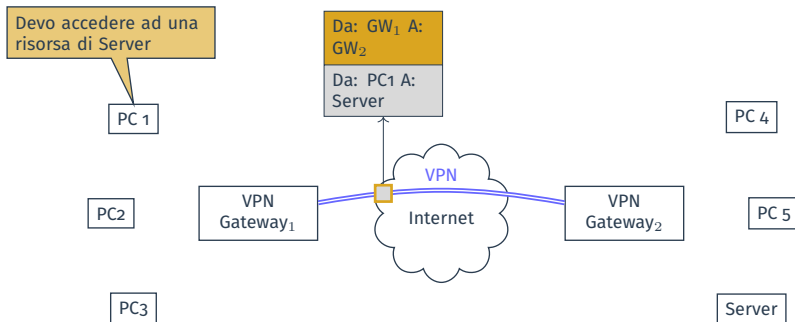 Devo accedere ad una
risorsa di Server
Da: GW₁ A:
GW₂
Da: PC1 A:
Server
PC 1
PC 4
VPN
VPN
Gateway₁
Internet
VPN
Gateway₂
PC2
PC 5
PC3
Server